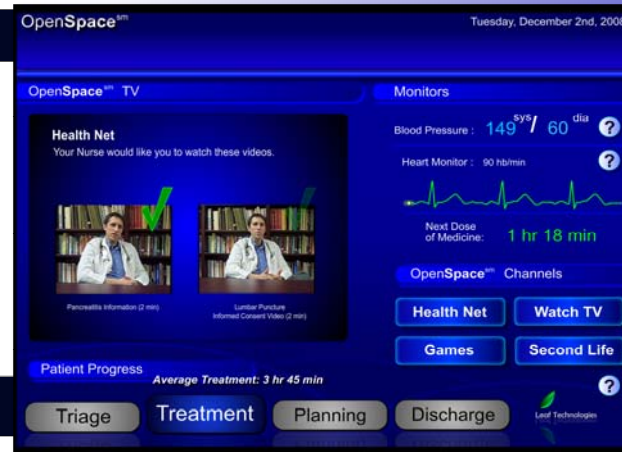 OpenSpace℠
Tuesday, December 2nd, 2008
OpenSpace℠ TV
Health Net
Your Nurse would like you to watch these videos.
Pancreatitis Information (2 min)
Lumbar Puncture
Informed Consent Video (2 min)
Monitors
Blood Pressure : 149 sys/ 60 dia ?
Heart Monitor : 90 hb/min ?
Next Dose
of Medicine: 1 hr 18 min
OpenSpace℠ Channels
Health Net Watch TV
Games Second Life
Patient Progress
Average Treatment: 3 hr 45 min
?
Triage Treatment Planning Discharge Leaf Technologies